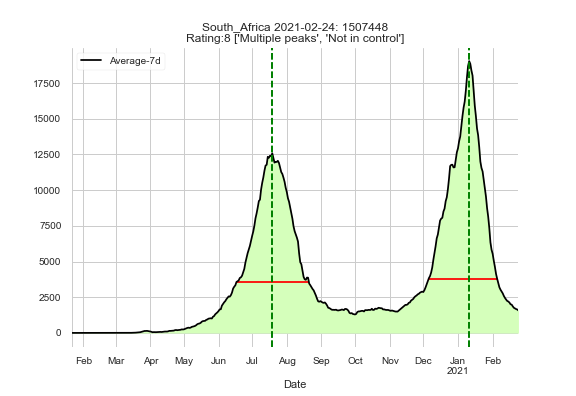 South_Africa 2021-02-24: 1507448
Rating:8 ['Multiple peaks', 'Not in control']
Average-7d
17500
15000
12500
10000
7500
5000
2500
0
Feb Mar Apr May Jun Jul Aug Sep Oct Nov Dec Jan Feb
2021
Date